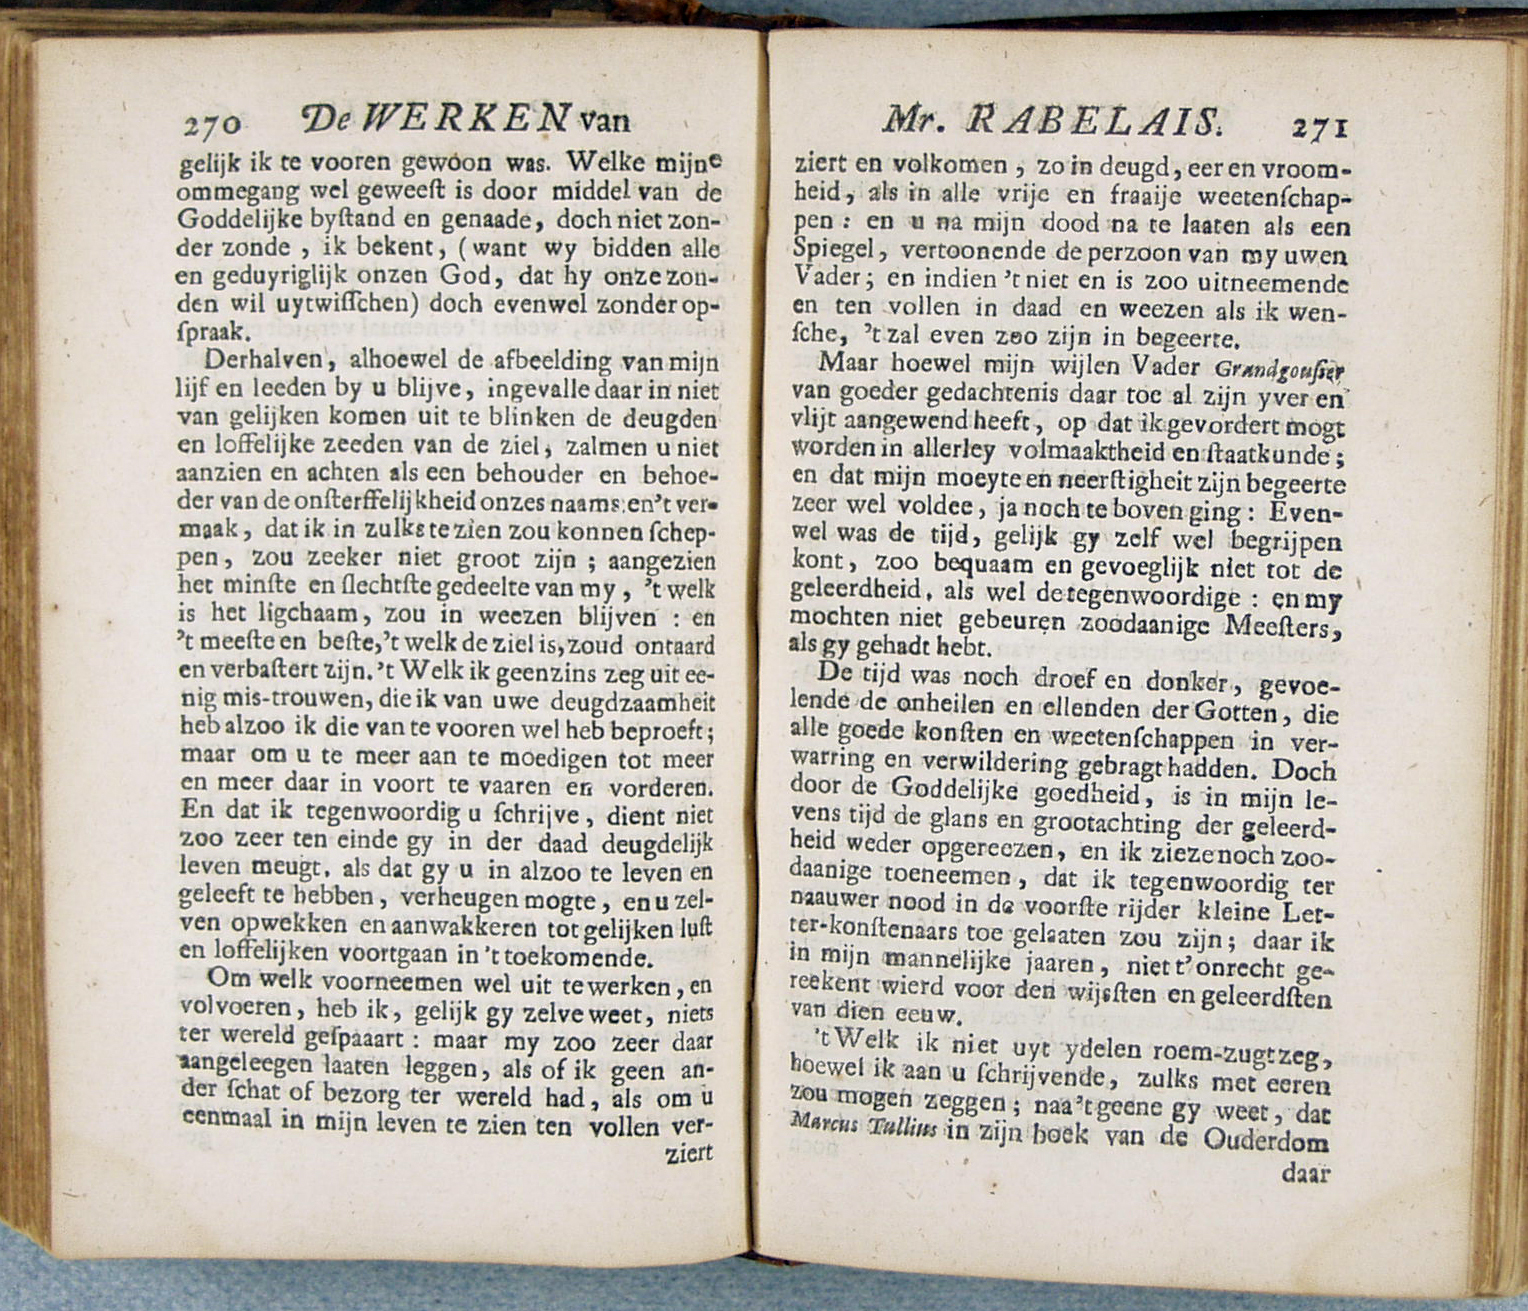 270 De WERKEN van
gelijk ik te vooren gewoon was. Welke mijne
ommegang wel geweeſt is door middel van de
Goddelijke byſtand en genaade, doch niet zon-
der zonde , ik bekent, (want wy bidden alle
en geduyriglijk onzen God, dat hy onze zon-
den wil uytwiſſchen) doch evenwel zonder op-
ſpraak.
Derhalven, alhoewel de afbeelding van mijn
lijf en leeden by u blijve, ingevalle daar in niet
van gelijken komen uit te blinken de deugden
en loffelijke zeeden van de ziel, zalmen u niet
aanzien en achten als een behouder en behoe-
der van de onſterffelijkheid onzes naams: en 't ver-
maak, dat ik in zulks te zien zou konnen ſchep-
pen, zou zeeker niet groot zijn ; aangezien
het minſte en ſlechtſte gedeelte van my, 't welk
is het ligchaam, zou in weezen blijven : en
't meeſte en beſte, 't welk de ziel is, zoud ontaard
en verbaſtert zijn. 't Welk ik geenzins zeg uit ee-
nig mis-trouwen, die ik van uwe deugdzaamheit
heb alzoo ik die van te vooren wel heb beproeft;
maar om u te meer aan te moedigen tot meer
en meer daar in voort te vaaren en vorderen.
En dat ik tegenwoordig u ſchrijve, dient niet
zoo zeer ten einde gy in der daad deugdelijk
leven meugt, als dat gy u in alzoo te leven en
geleeft te hebben, verheugen mogte, en u zel-
ven opwekken en aanwakkeren tot gelijken luſt
en loffelijken voortgaan in 't toekomende.
Om welk voorneemen wel uit te werken, en
volvoeren, heb ik, gelijk gy zelve weet, niets
ter wereld geſpaaart : maar my zoo zeer daar
aangeleegen laaten leggen, als of ik geen an-
der ſchat of bezorg ter wereld had, als om u
eenmaal in mijn leven te zien ten vollen ver-
ziert
Mr. RABELAIS. 271
ziert en volkomen , zo in deugd, eer en vroom-
heid, als in alle vrije en fraaije weetenſchap-
pen : en u na mijn dood na te laaten als een
Spiegel, vertoonende de perzoon van my uwen
Vader; en indien 't niet en is zoo uitneemende
en ten vollen in daad en weezen als ik wen-
ſche, 't zal even zoo zijn in begeerte.
Maar hoewel mijn wijlen Vader Grandgouſier
van goeder gedachtenis daar toe al zijn yver en
vlijt aangewend heeft, op dat ik gevordert mogt
worden in allerley volmaaktheid en ſtaatkunde;
en dat mijn moeyte en neerſtigheit zijn begeerte
zeer wel voldee, ja noch te boven ging : Even-
wel was de tijd, gelijk gy zelf wel begrijpen
kont, zoo bequaam en gevoeglijk niet tot de
geleerdheid, als wel de tegenwoordige : en my
mochten niet gebeuren zoodaanige Meeſters,
als gy gehadt hebt.
De tijd was noch droef en donker, gevoe-
lende de onheilen en ellenden der Gotten, die
alle goede konſten en weetenſchappen in ver-
warring en verwildering gebragt hadden. Doch
door de Goddelijke goedheid, is in mijn le-
vens tijd de glans en grootachting der geleerd-
heid weder opgereezen, en ik zieze noch zoo-
daanige toeneemen, dat ik tegenwoordig ter
naauwer nood in de voorſte rijder kleine Let-
ter-konſtenaars toe gelaaten zou zijn; daar ik
in mijn mannelijke jaaren, niet t'onrecht ge-
reekent wierd voor den wijsſten en geleerdſten
van dien eeuw.
't Welk ik niet uyt ydelen roem-zugt zeg,
hoewel ik aan u ſchrijvende, zulks met eeren
zou mogen zeggen; naa 't geene gy weet, dat
Marcus Tullius in zijn boek van de Ouderdom
daar